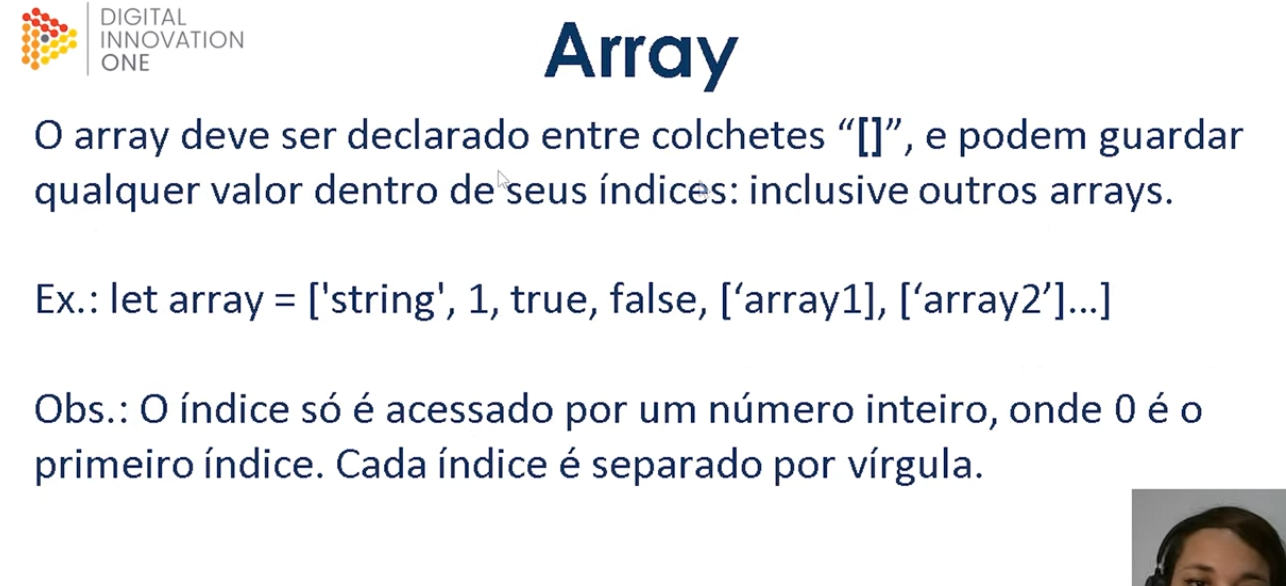 DIGITAL
INNOVATION
ONE
Array
O array deve ser declarado entre colchetes “[]”, e podem guardar
qualquer valor dentro de seus índices: inclusive outros arrays.
Ex.: let array = ['string', 1, true, false, [‘array1], [‘array2’]...]
Obs.: O índice só é acessado por um número inteiro, onde 0 é o
primeiro índice. Cada índice é separado por vírgula.